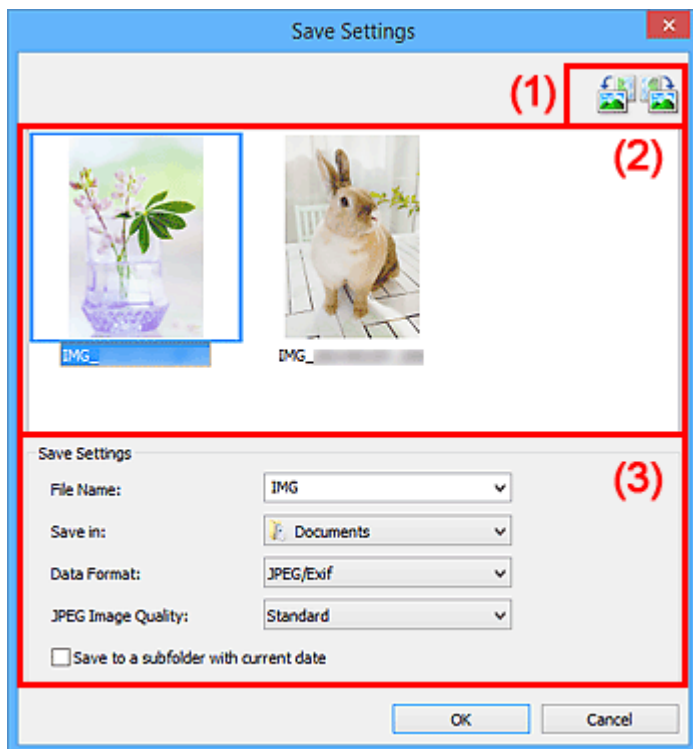 Save Settings
(1)
(2)
IMG_
IMG_
Save Settings
(3)
File Name: IMG
Save in: Documents
Data Format: JPEG/Exif
JPEG Image Quality: Standard
Save to a subfolder with current date
OK Cancel